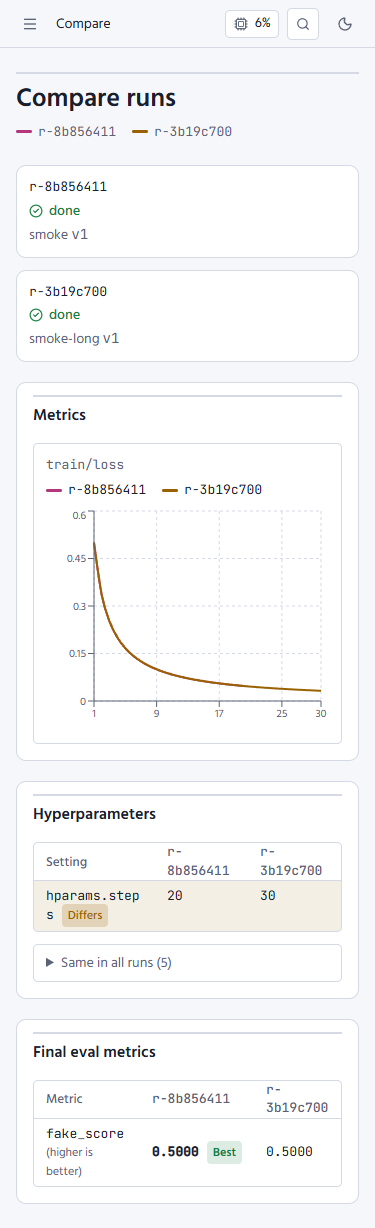 Compare
6%
Compare runs
r-8b856411 r-3b19c700
r-8b856411
done
smoke v1
r-3b19c700
done
smoke-long v1
Metrics
train/loss
r-8b856411 r-3b19c700
0.6
0.45
0.3
0.15
0
1 9 17 25 30
Hyperparameters
Setting r-8b856411 r-3b19c700
hparams.step
s Differs 20 30
Same in all runs (5)
Final eval metrics
Metric r-8b856411 r-3b19c700
fake_score
(higher is
better) 0.5000 Best 0.5000